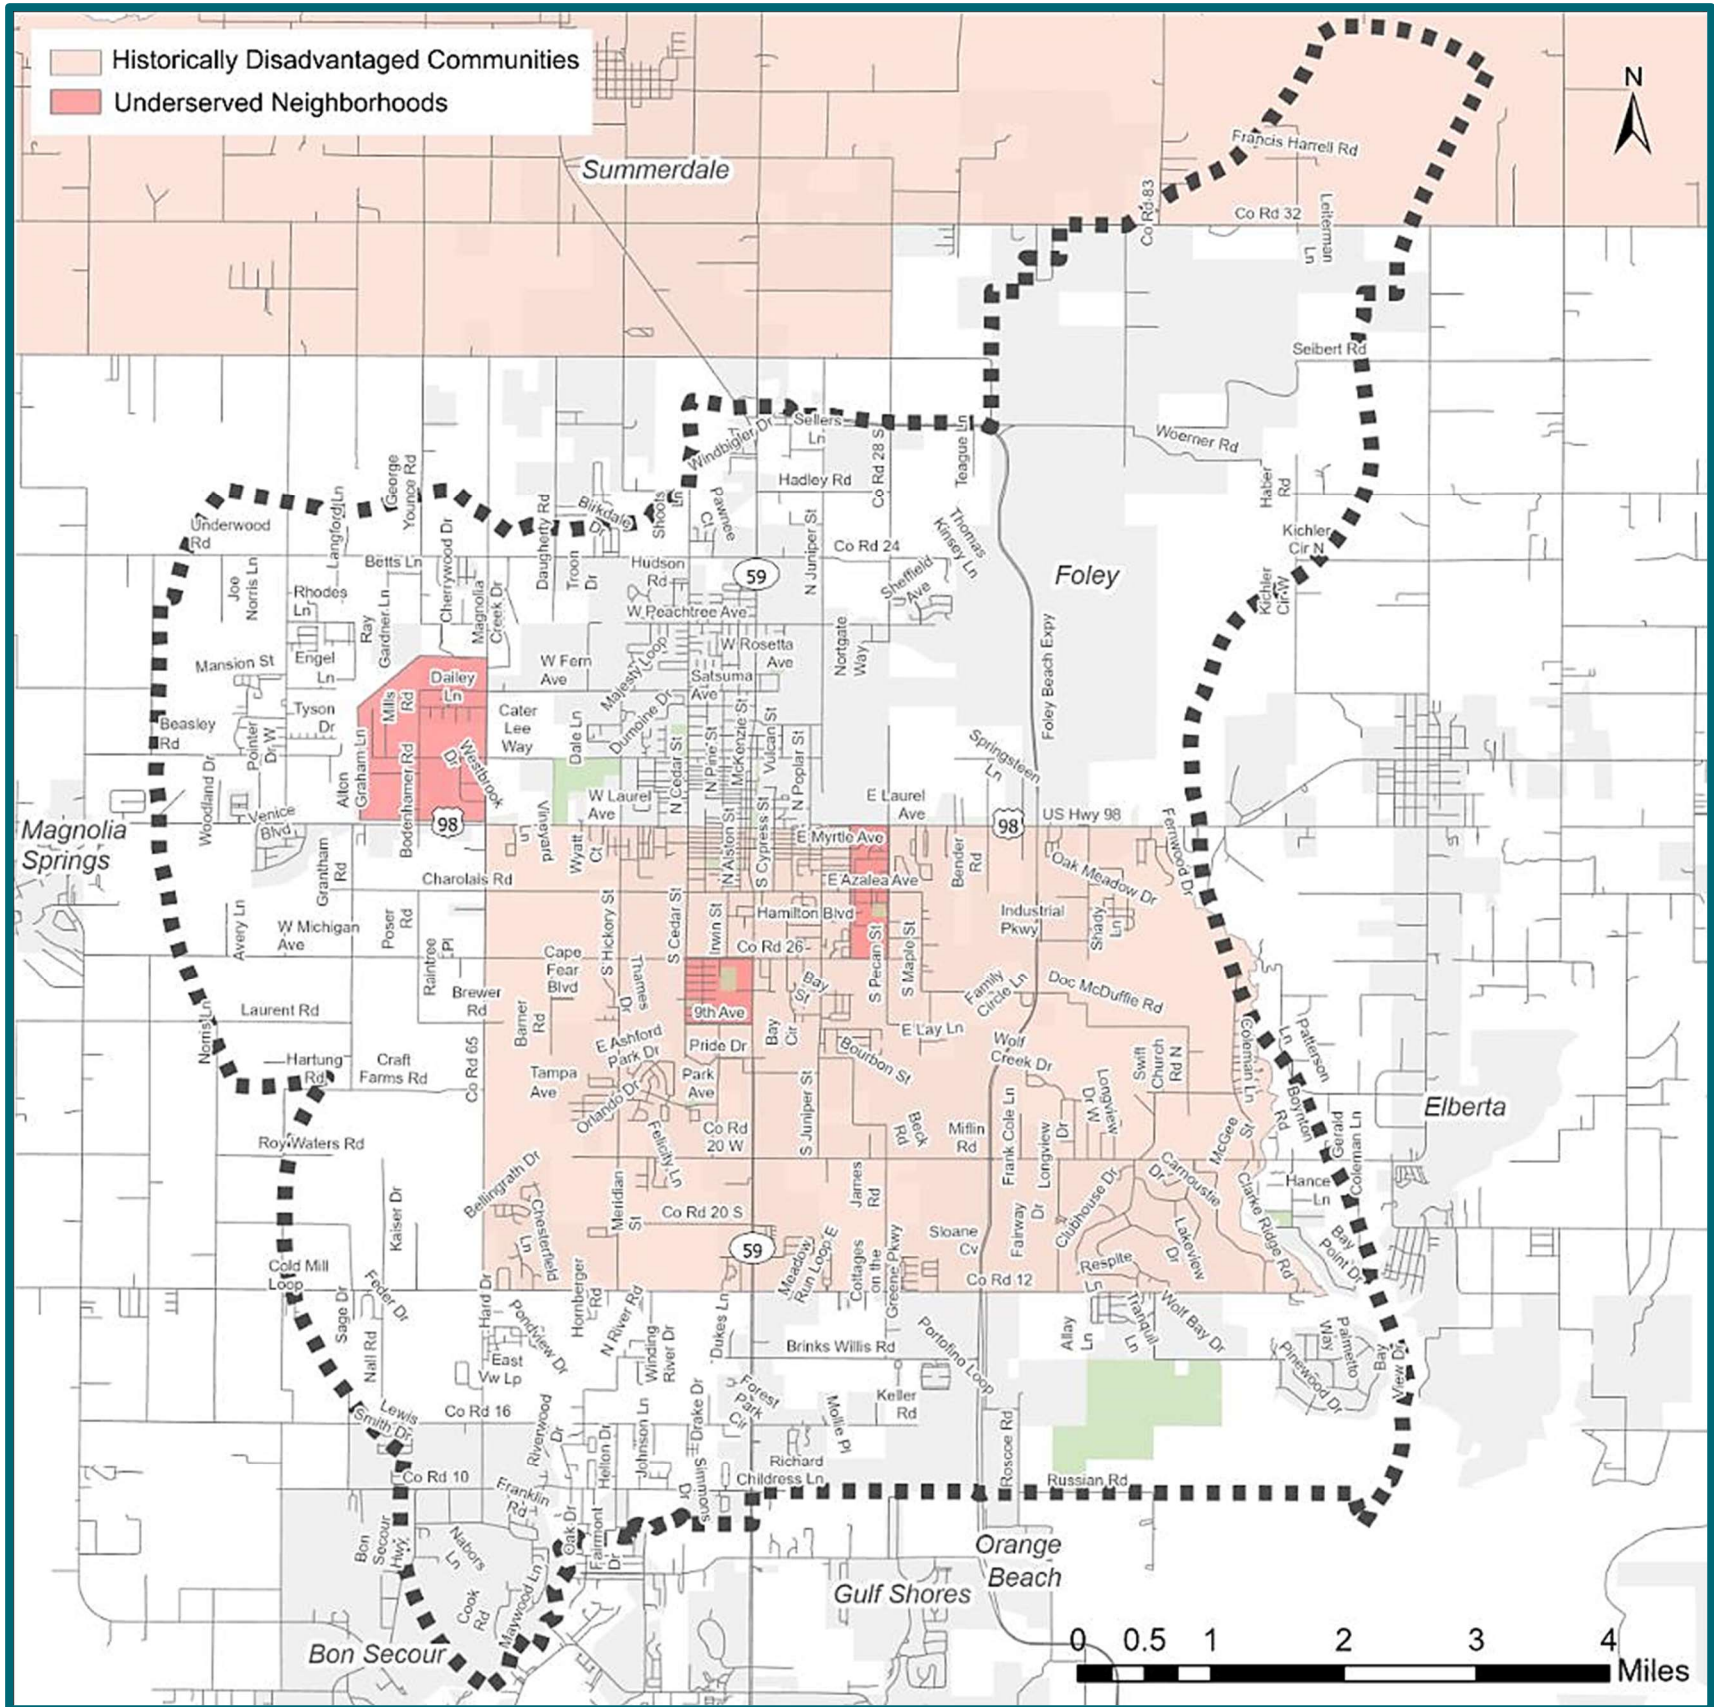 Historically Disadvantaged Communities
Underserved Neighborhoods
N
Summerdale
Francis Harrell Rd
Co Rd 83
Co Rd 32
Leiterman
Ln
Seibert Rd
Sellers
Ln
Windbigler Dr
Co Rd 28 S
Teague Ln
Woerner Rd
Hadley Rd
Haber
Rd
George
Younce Rd
Langford Ln
Underwood
Rd
Daugherty Rd
Birkdale
Dr
Shoots
Ln
Pawnee
Ct
N Juniper St
Thomas
Kinsey Ln
Kichler
Cir N
Co Rd 24
Betts Ln
Cherrywood Dr
Troon
Dr
Hudson
Rd
59
Sheffield
Ave
Foley
Kichler
Cir W
Joe
Norris Ln
Rhodes
Ln
Ray
Gardner Ln
Magnolia
Creek Dr
W Peachtree Ave
Mansion St
Engel
Ln
W Fern
Ave
Majesty Loop
W Rosetta
Ave
Nortgate
Way
Foley Beach Expy
Dailey
Ln
Mills
Rd
Satsuma
Ave
Tyson
Dr
Cater
Lee
Way
Dale Ln
Dumoine Dr
Beasley
Rd
Pointer
Dr W
Westbrook
Dr
N Cedar St
N Pine St
McKenzie St
Vulcan St
N Poplar St
Springsteen
Ln
Woodland Dr
Alton
Graham Ln
Bodenhamer Rd
W Laurel
Ave
E Laurel
Ave
Venice
Blvd
98
98
US Hwy 98
Magnolia
Springs
Vineyard
Ln
Wyatt
Ct
N Alston St
S Cypress St
E Myrtle Ave
Bender
Rd
Oak Meadow Dr
Fernwood Dr
Grantham
Rd
Charolais Rd
E Azalea Ave
Avery Ln
W Michigan
Ave
Poser
Rd
S Hickory St
S Cedar St
Irwin St
Hamilton Blvd
Industrial
Pkwy
Shady
Ln
Raintree
Pl
Cape
Fear
Blvd
Co Rd 26
S Pecan St
S Maple St
Thames
Dr
Bay
St
Family
Circle Ln
Doc McDuffie Rd
Brewer
Rd
Laurent Rd
Norris Ln
Barner
Rd
9th Ave
Bay
Cir
E Lay Ln
E Ashford
Park Dr
Pride Dr
Bourbon St
Wolf
Creek Dr
Swift
Church
Rd N
Coleman Ln
Patterson
Ln
Hartung
Rd
Craft
Farms Rd
Co Rd 65
Tampa
Ave
Park
Ave
Orlando Dr
Longview
Dr W
Boynton
Rd
Elberta
Roy Waters Rd
Felicity Ln
Co Rd
20 W
S Juniper St
Beck
Rd
Miflin
Rd
Frank Cole Ln
Longview
Dr
McGee
St
Gerald
Coleman Ln
Bellingrath Dr
Carnoustie
Dr
Hance
Ln
Kaiser Dr
Meridian
St
Co Rd 20 S
James
Rd
Clubhouse Dr
Clarke Ridge Rd
Chesterfield
Ln
59
Meadow
Run Loop E
Cottages
on the
Greene Pkwy
Sloane
Cv
Fairway
Dr
Lakeview
Dr
Bay
Point Dr
Cold Mill
Loop
Respite
Ln
Co Rd 12
Sage Dr
Feder Dr
Hard Dr
Hornberger
Rd
N River Rd
Dukes Ln
Allay
Ln
Tranquil
Ln
Wolf Bay Dr
Nall Rd
Pondview Dr
Winding
River Dr
Brinks Willis Rd
Portofino Loop
Palmetto
Way
Bay
View Dr
Pinewood Dr
East
Vw Lp
Forest
Park
Cir
Keller
Rd
Mollie Pl
Lewis
Smith Dr
Co Rd 16
Riverwood
Dr
Hellon Dr
Johnson Ln
Drake Dr
Roscoe Rd
Richard
Childress Ln
Simmons
Dr
Russian Rd
Co Rd 10
Franklin
Rd
Bon
Secour
Hwy
Nabors
Ln
Oak Dr
Fairmont
Dr
Orange
Beach
Gulf Shores
Cook
Rd
Maywood Ln
Bon Secour
0 0.5 1 2 3 4
Miles